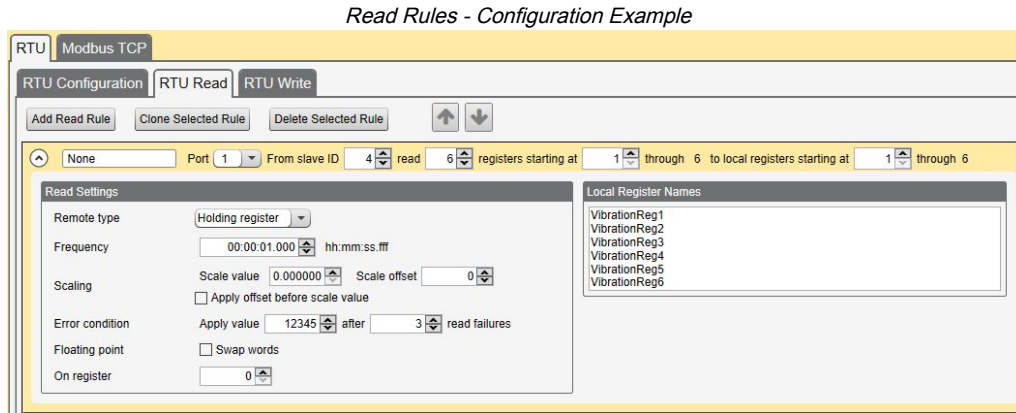 Read Rules - Configuration Example
RTU Modbus TCP
RTU Configuration RTU Read RTU Write
Add Read Rule Clone Selected Rule Delete Selected Rule
None Port 1 From slave ID 4 read 6 registers starting at 1 through 6 to local registers starting at 1 through 6
Read Settings
Remote type Holding register
Frequency 00:00:01.000 hh:mm:ss.fff
Scaling Scale value 0.000000 Scale offset 0
Apply offset before scale value
Error condition Apply value 12345 after 3 read failures
Floating point Swap words
On register 0
Local Register Names
VibrationReg1
VibrationReg2
VibrationReg3
VibrationReg4
VibrationReg5
VibrationReg6